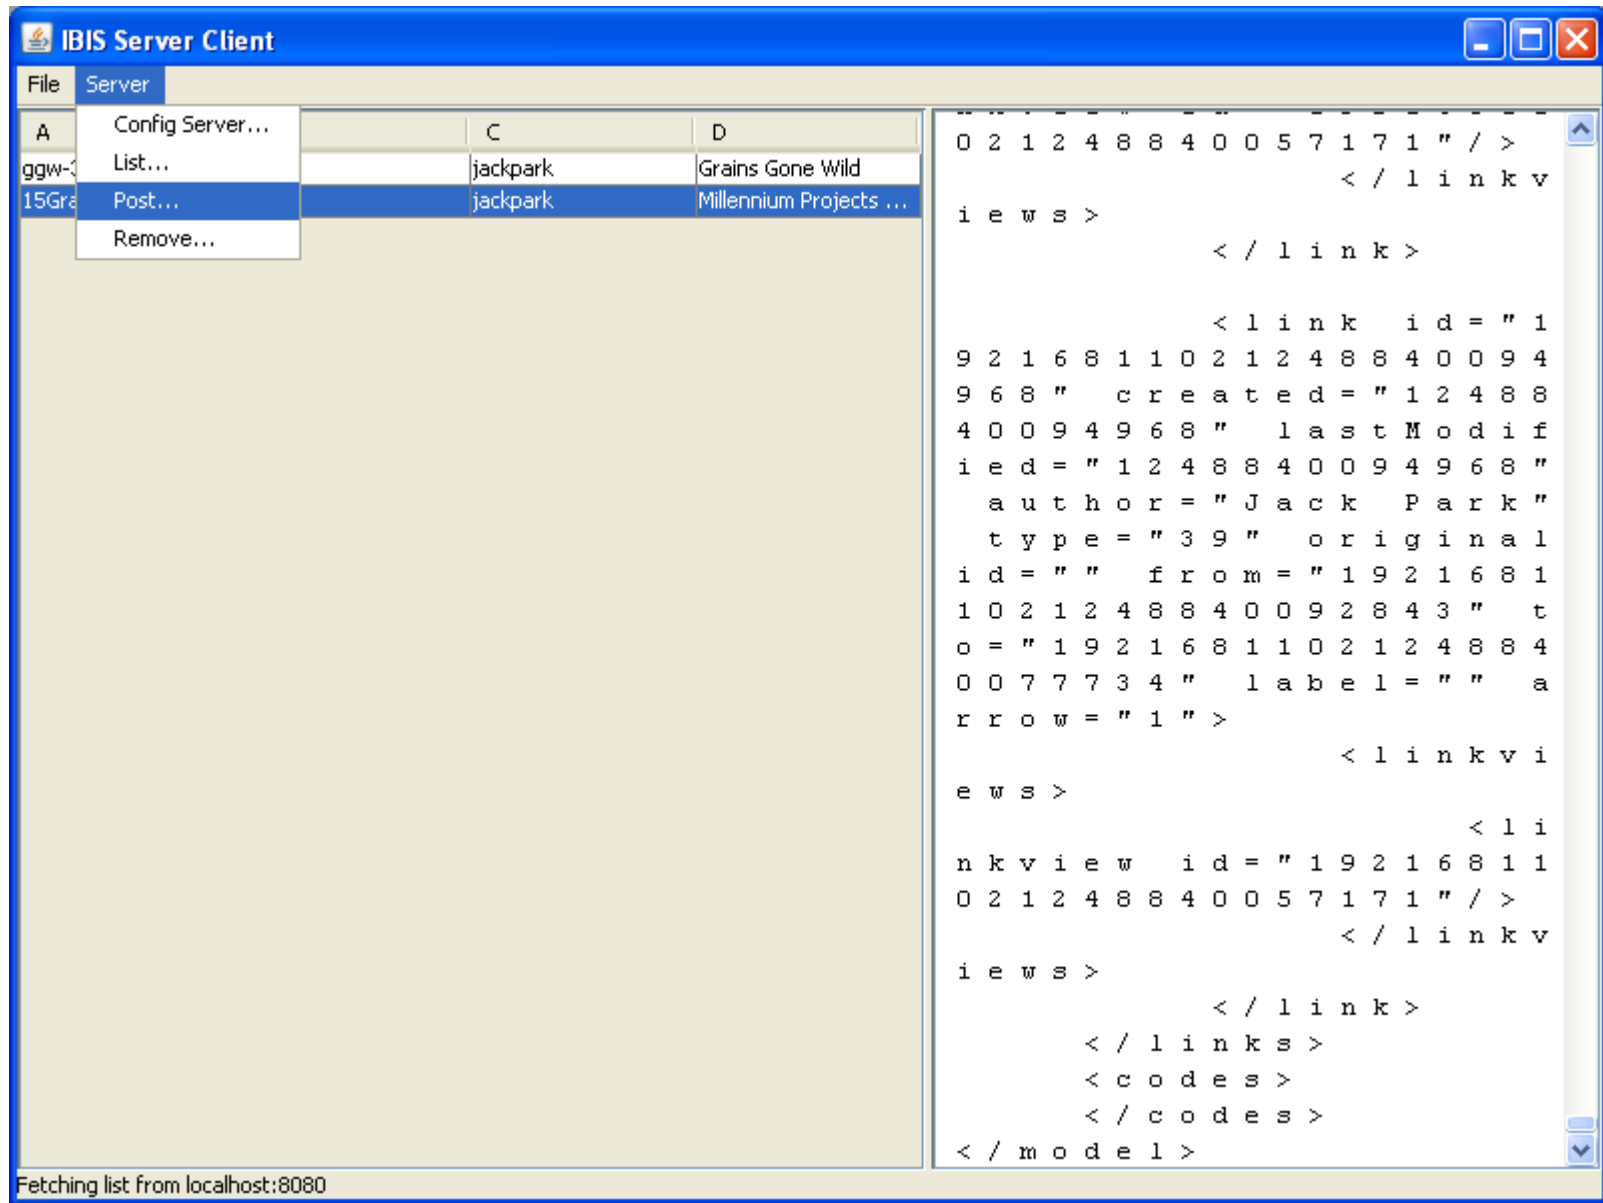 IBIS Server Client
File Server
A C D
Config Server...
List...
Post...
Remove...
ggw- jackpark Grains Gone Wild
15Gra jackpark Millennium Projects ...
0 2 1 2 4 8 8 4 0 0 5 7 1 7 1 " / >
< / l i n k v
i e w s >
< / l i n k >
< l i n k   i d = " 1
9 2 1 6 8 1 1 0 2 1 2 4 8 8 4 0 0 9 4
9 6 8 "   c r e a t e d = " 1 2 4 8 8
4 0 0 9 4 9 6 8 "   l a s t M o d i f
i e d = " 1 2 4 8 8 4 0 0 9 4 9 6 8 "
a u t h o r = " J a c k   P a r k "
t y p e = " 3 9 "   o r i g i n a l
i d = " "   f r o m = " 1 9 2 1 6 8 1
1 0 2 1 2 4 8 8 4 0 0 9 2 8 4 3 "   t
o = " 1 9 2 1 6 8 1 1 0 2 1 2 4 8 8 4
0 0 7 7 7 3 4 "   l a b e l = " "   a
r r o w = " 1 " >
< l i n k v i
e w s >
< l i
n k v i e w   i d = " 1 9 2 1 6 8 1 1
0 2 1 2 4 8 8 4 0 0 5 7 1 7 1 " / >
< / l i n k v
i e w s >
< / l i n k >
< / l i n k s >
< c o d e s >
< / c o d e s >
< / m o d e l >
Fetching list from localhost:8080